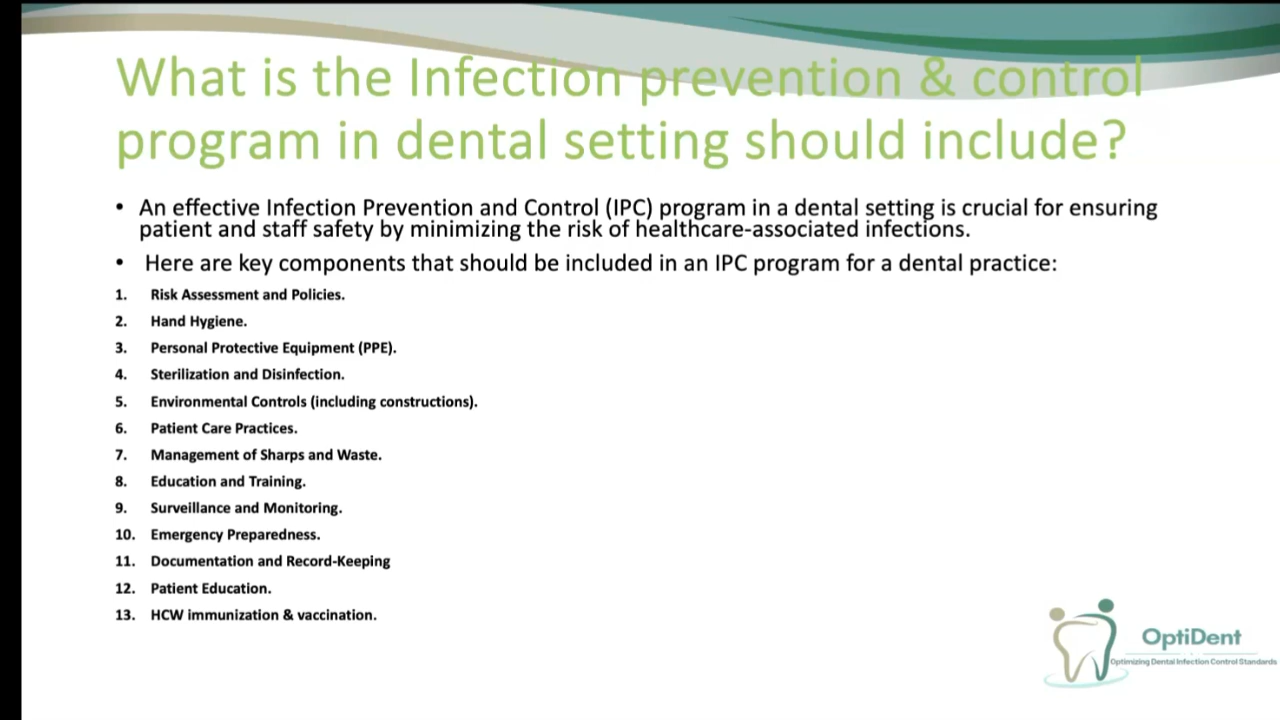 What is the Infection prevention & control
program in dental setting should include?
• An effective Infection Prevention and Control (IPC) program in a dental setting is crucial for ensuring
patient and staff safety by minimizing the risk of healthcare-associated infections.
• Here are key components that should be included in an IPC program for a dental practice:
1. Risk Assessment and Policies.
2. Hand Hygiene.
3. Personal Protective Equipment (PPE).
4. Sterilization and Disinfection.
5. Environmental Controls (including constructions).
6. Patient Care Practices.
7. Management of Sharps and Waste.
8. Education and Training.
9. Surveillance and Monitoring.
10. Emergency Preparedness.
11. Documentation and Record-Keeping
12. Patient Education.
13. HCW immunization & vaccination.
OptiDent
Optimizing Dental Infection Control Standards